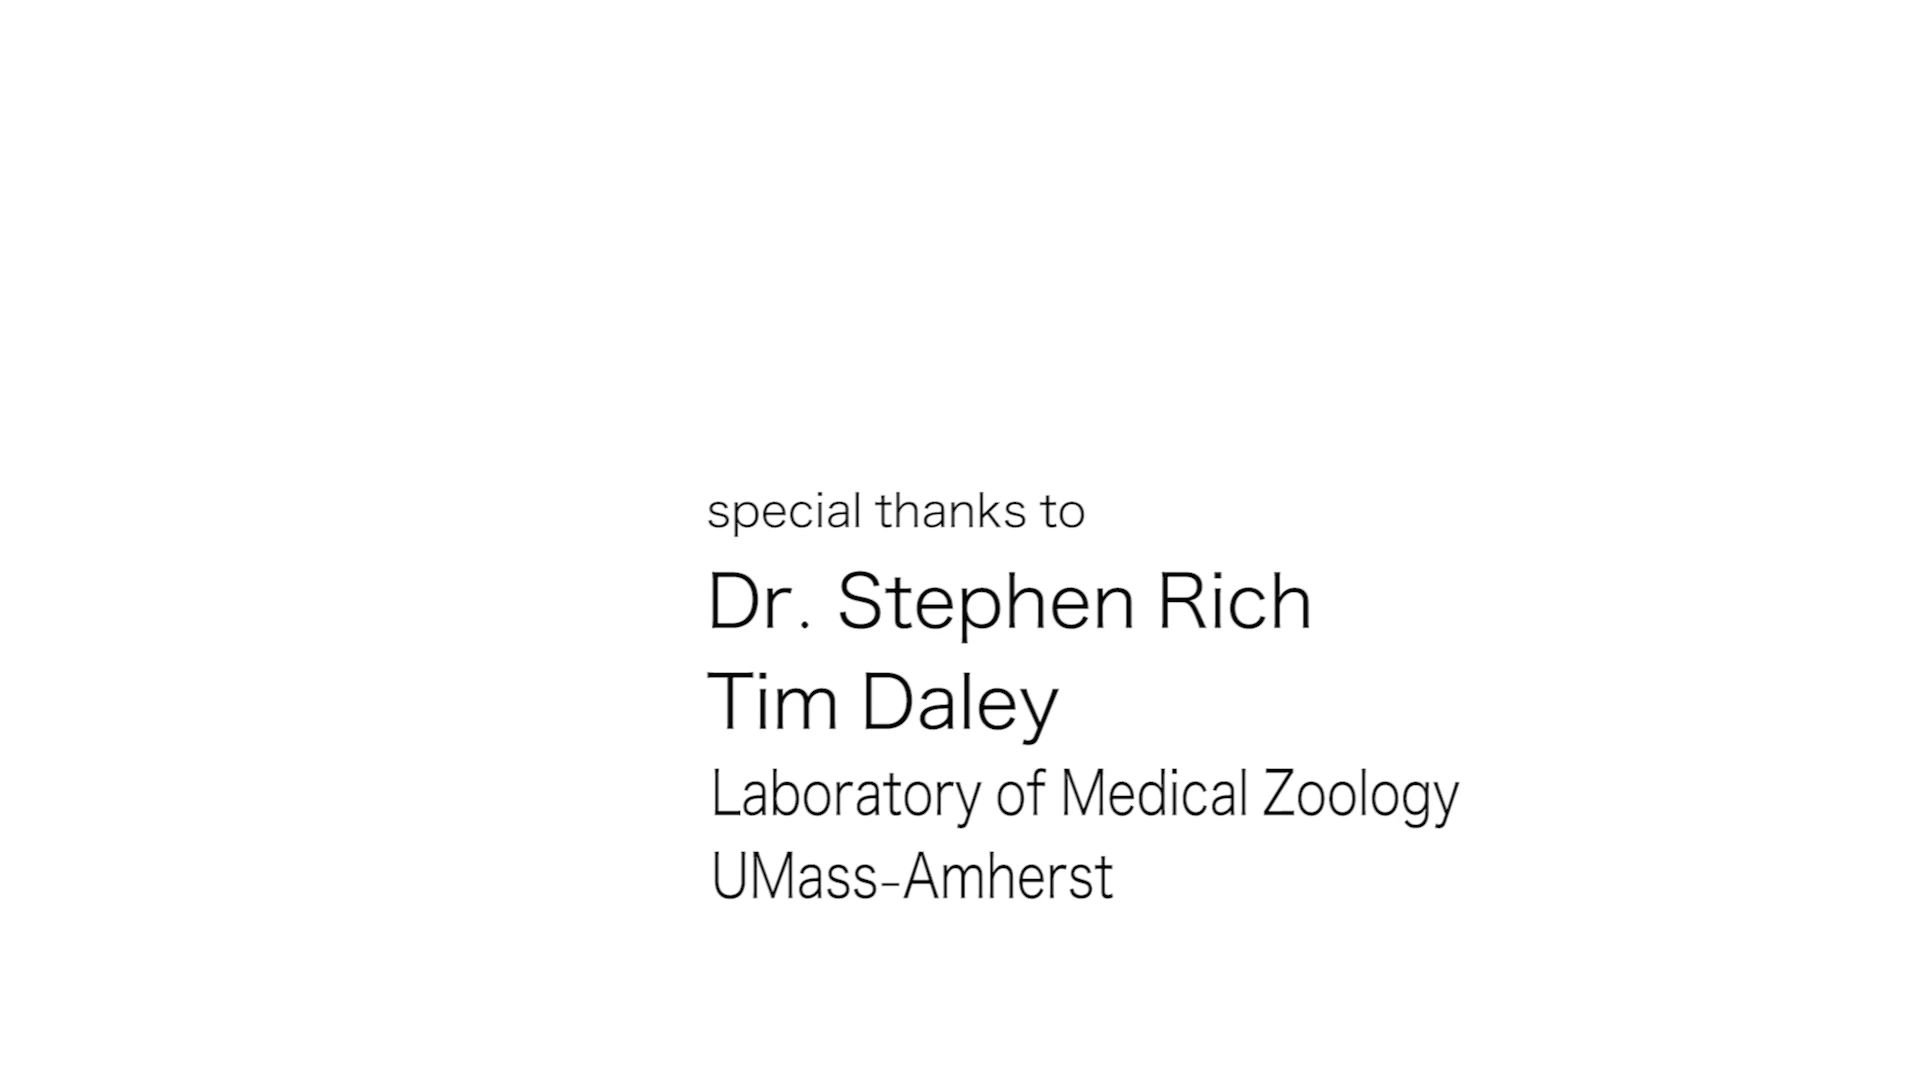 special thanks to
Dr. Stephen Rich
Tim Daley
Laboratory of Medical Zoology
UMass-Amherst